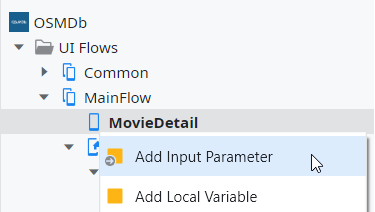 OSMDb
UI Flows
Common
MainFlow
MovieDetail
Add Input Parameter
Add Local Variable